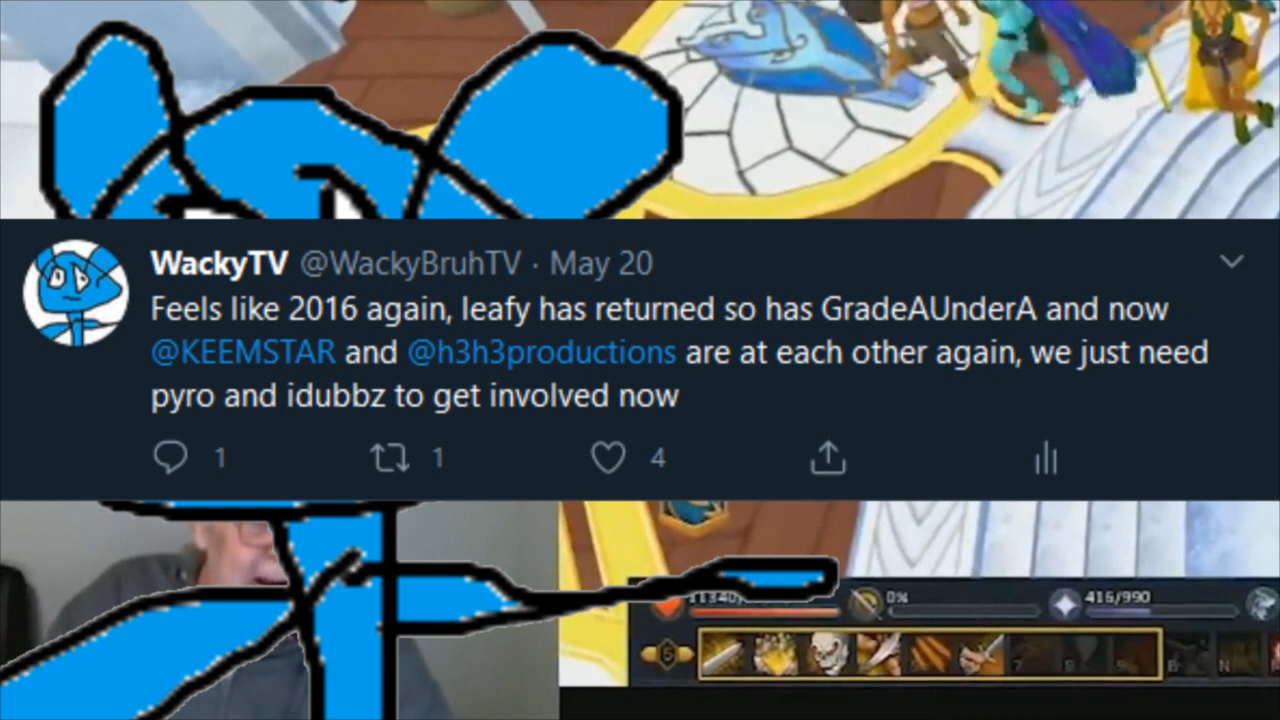 WackyTV @WackyBruhTV · May 20
Feels like 2016 again, leafy has returned so has GradeAUnderA and now
@KEEMSTAR and @h3h3productions are at each other again, we just need
pyro and idubbz to get involved now
1 1 4
0% 416/990
5